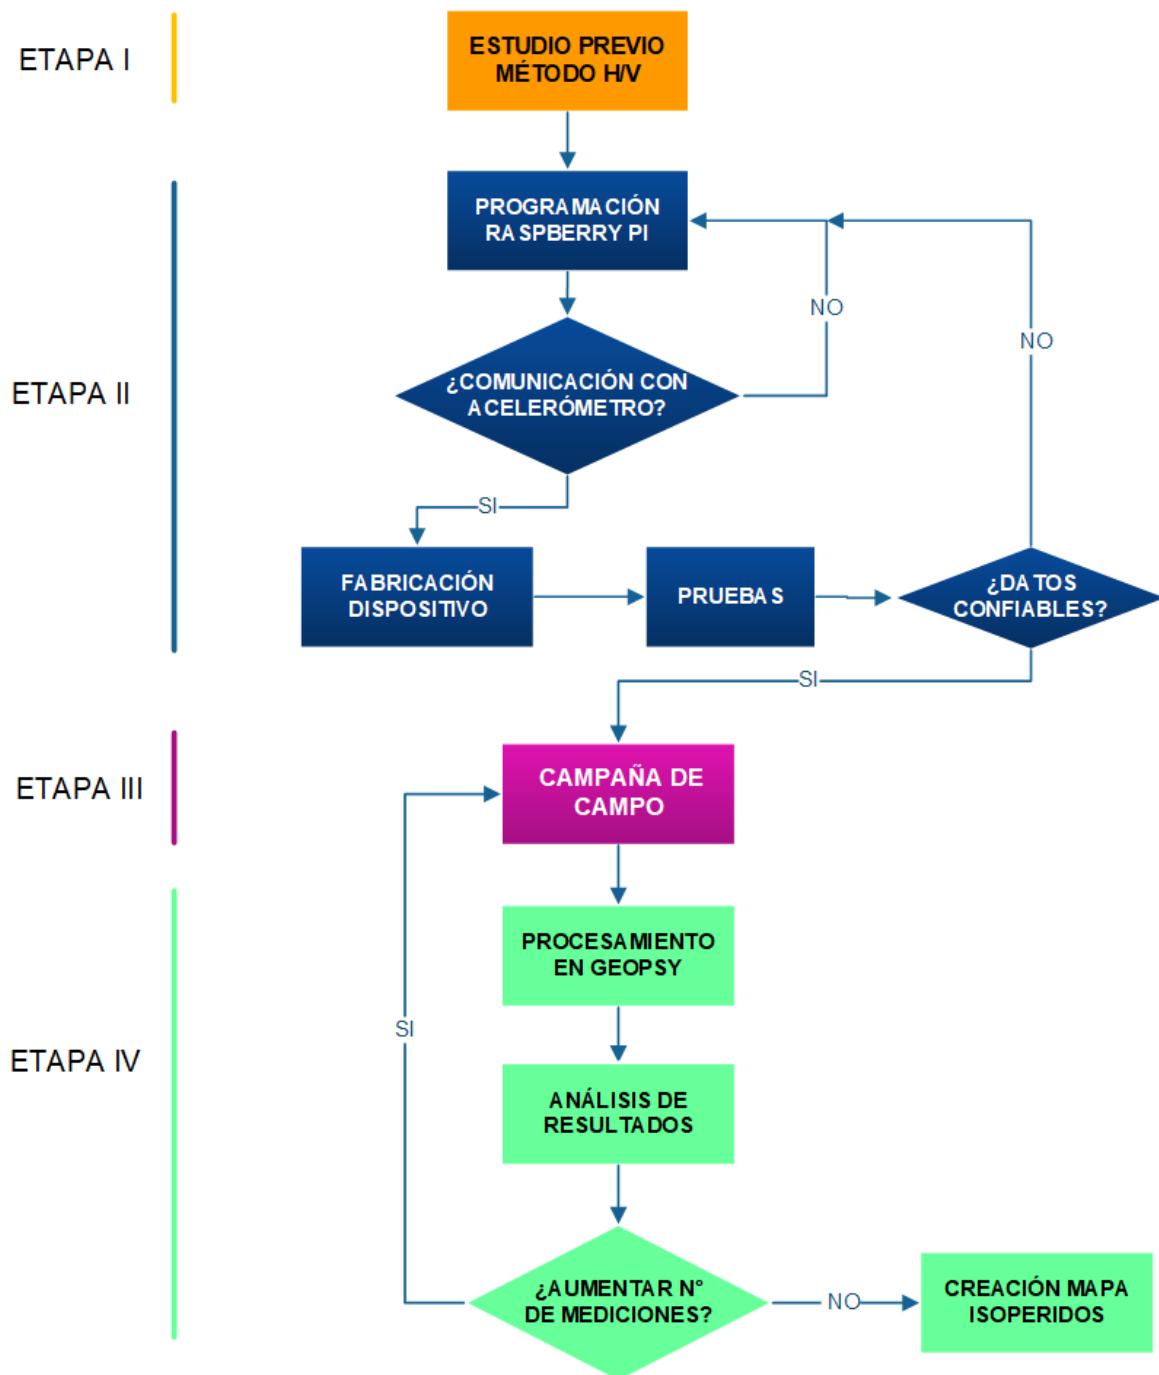 ETAPA I
ESTUDIO PREVIO
MÉTODO H/V
ETAPA II
PROGRAMACIÓN
RASPBERRY PI
NO
NO
¿COMUNICACIÓN CON
ACELERÓMETRO?
SI
FABRICACIÓN
DISPOSITIVO
PRUEBAS
¿DATOS
CONFIABLES?
SI
ETAPA III
CAMPAÑA DE
CAMPO
ETAPA IV
PROCESAMIENTO
EN GEOPSY
SI
ANÁLISIS DE
RESULTADOS
¿AUMENTAR N°
DE MEDICIONES?
NO
CREACIÓN MAPA
ISOPERIDOS